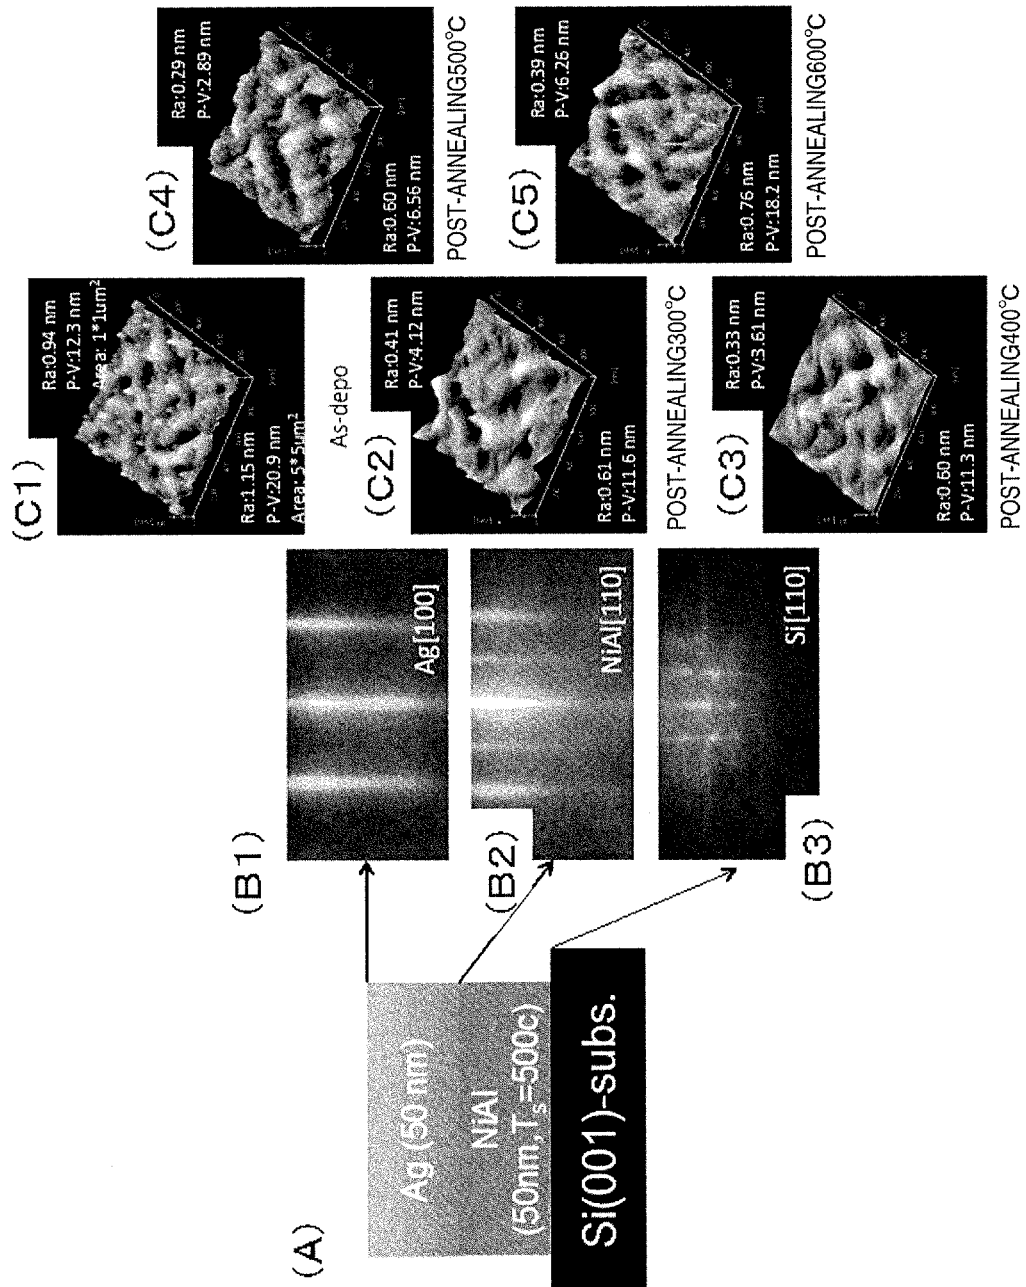 (A)
Ag (50 nm)
NiAl
(50nm,Ts=500c)
Si(001)-subs.
(B1)
Ag[100]
(B2)
NiAl[110]
(B3)
Si[110]
(C1)
Ra:0.94 nm
P-V:12.3 nm
Area: 1*1um²
Ra:1.15 nm
P-V:20.9 nm
Area: 5*5um²
As-depo
(C2)
Ra:0.41 nm
P-V:4.12 nm
Ra:0.61 nm
P-V:11.6 nm
POST-ANNEALING300°C
(C3)
Ra:0.33 nm
P-V:3.61 nm
Ra:0.60 nm
P-V:11.3 nm
POST-ANNEALING400°C
(C4)
Ra:0.29 nm
P-V:2.89 nm
Ra:0.60 nm
P-V:6.56 nm
POST-ANNEALING500°C
(C5)
Ra:0.39 nm
P-V:6.26 nm
Ra:0.76 nm
P-V:18.2 nm
POST-ANNEALING600°C